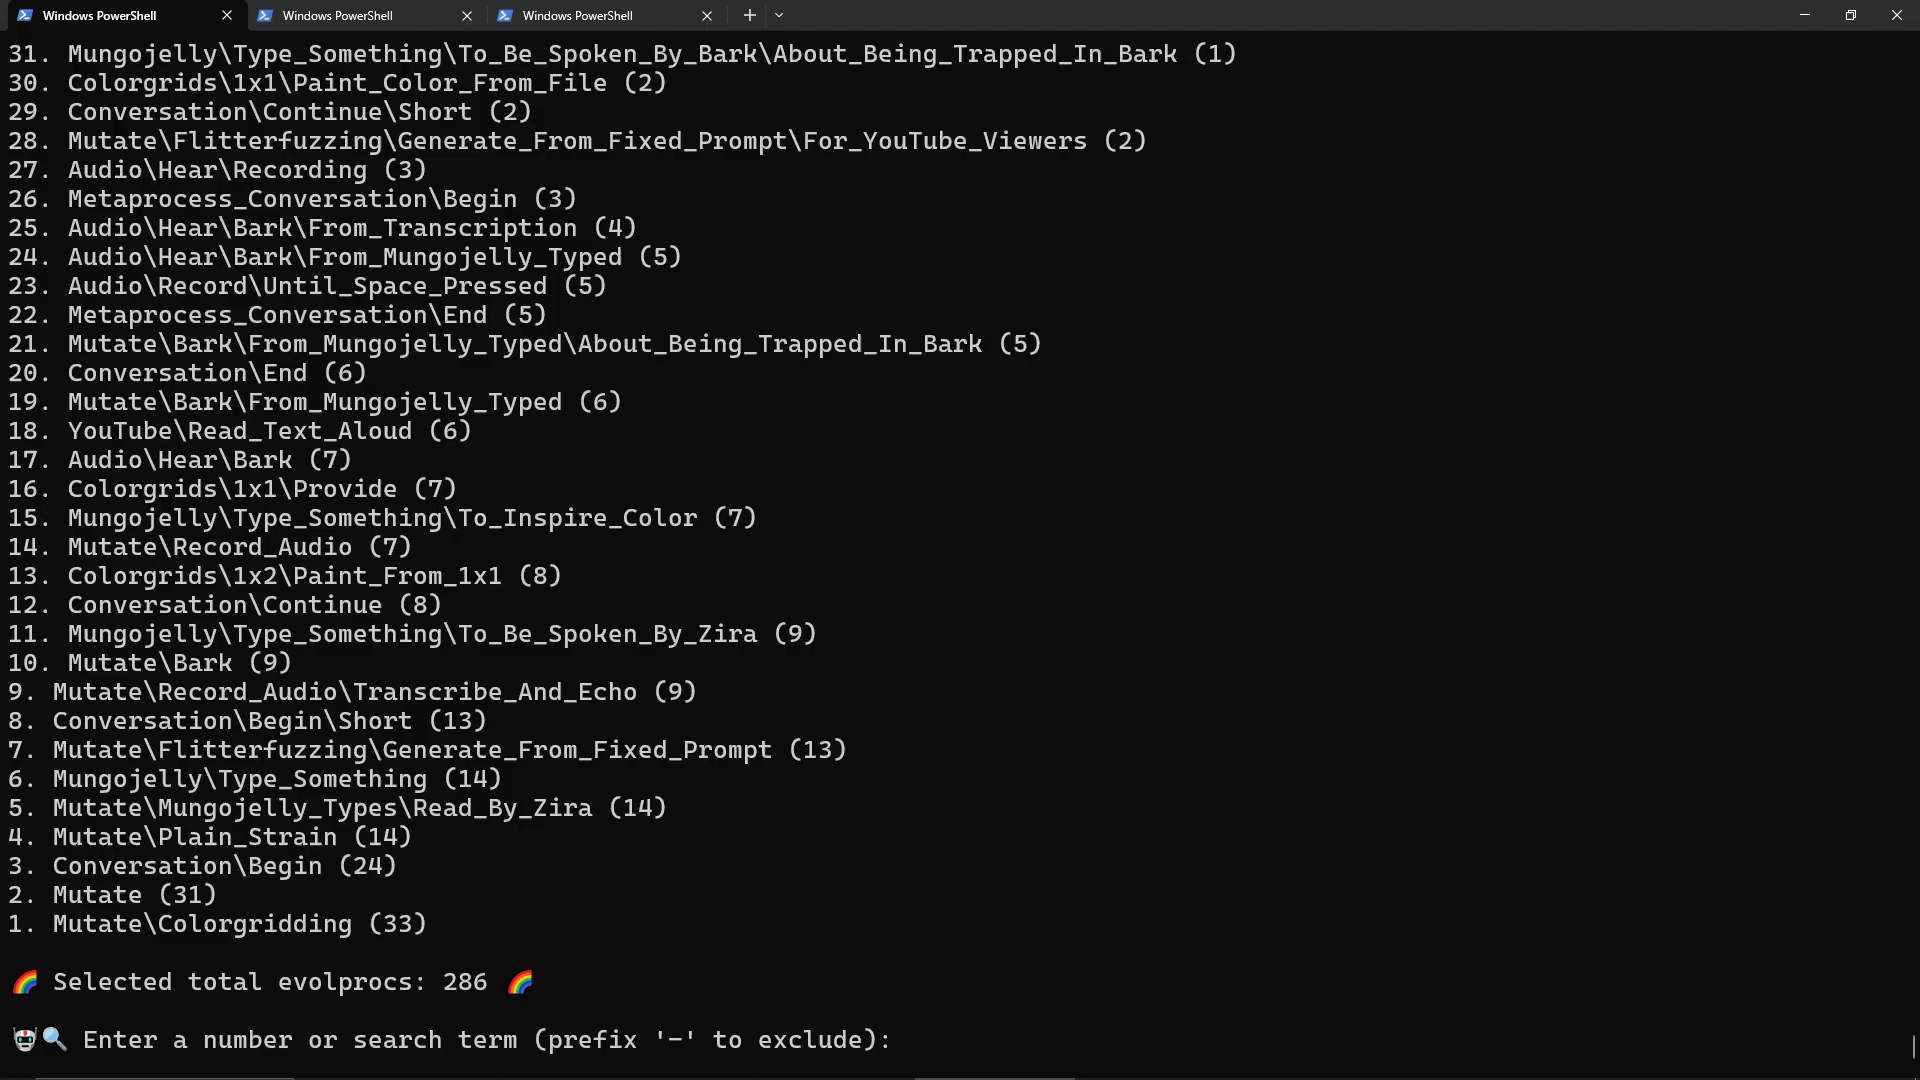 Windows PowerShell
Windows PowerShell
Windows PowerShell
31. Mungojelly\Type_Something\To_Be_Spoken_By_Bark\About_Being_Trapped_In_Bark (1)
30. Colorgrids\1x1\Paint_Color_From_File (2)
29. Conversation\Continue\Short (2)
28. Mutate\Flitterfuzzing\Generate_From_Fixed_Prompt\For_YouTube_Viewers (2)
27. Audio\Hear\Recording (3)
26. Metaprocess_Conversation\Begin (3)
25. Audio\Hear\Bark\From_Transcription (4)
24. Audio\Hear\Bark\From_Mungojelly_Typed (5)
23. Audio\Record\Until_Space_Pressed (5)
22. Metaprocess_Conversation\End (5)
21. Mutate\Bark\From_Mungojelly_Typed\About_Being_Trapped_In_Bark (5)
20. Conversation\End (6)
19. Mutate\Bark\From_Mungojelly_Typed (6)
18. YouTube\Read_Text_Aloud (6)
17. Audio\Hear\Bark (7)
16. Colorgrids\1x1\Provide (7)
15. Mungojelly\Type_Something\To_Inspire_Color (7)
14. Mutate\Record_Audio (7)
13. Colorgrids\1x2\Paint_From_1x1 (8)
12. Conversation\Continue (8)
11. Mungojelly\Type_Something\To_Be_Spoken_By_Zira (9)
10. Mutate\Bark (9)
9. Mutate\Record_Audio\Transcribe_And_Echo (9)
8. Conversation\Begin\Short (13)
7. Mutate\Flitterfuzzing\Generate_From_Fixed_Prompt (13)
6. Mungojelly\Type_Something (14)
5. Mutate\Mungojelly_Types\Read_By_Zira (14)
4. Mutate\Plain_Strain (14)
3. Conversation\Begin (24)
2. Mutate (31)
1. Mutate\Colorgridding (33)
🌈 Selected total evolprocs: 286 🌈
🤖🔍 Enter a number or search term (prefix '-' to exclude):